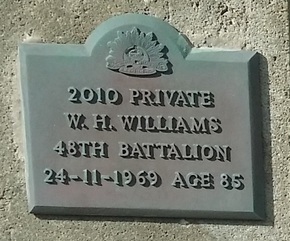 2010 PRIVATE
W. H. WILLIAMS
48TH BATTALION
24-11-1969 AGE 85